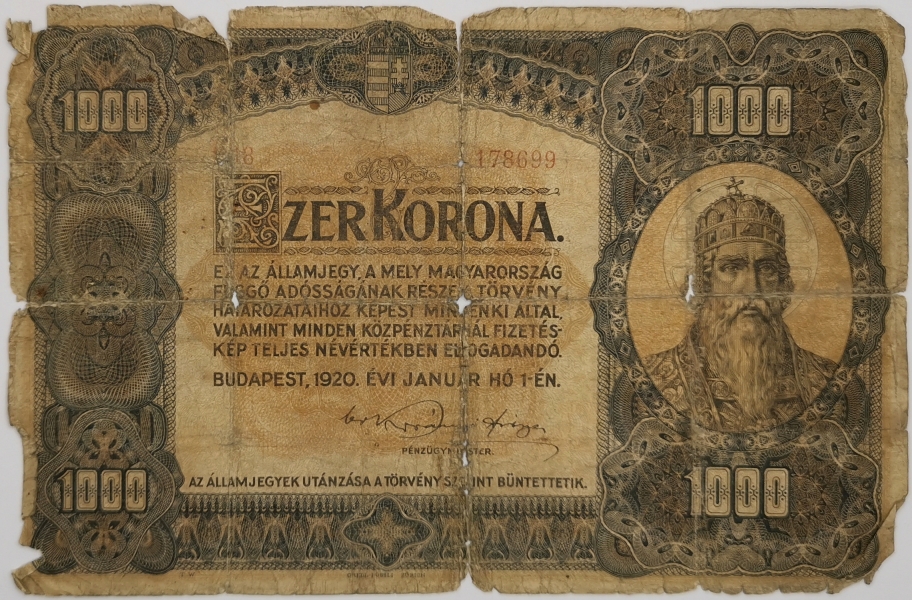 1000 1000
178699
EZER KORONA.
EZ AZ ÁLLAMJEGY, A MELY MAGYARORSZÁG
FÜGGŐ ADÓSSÁGÁNAK RÉSZE, A TÖRVÉNY
HATÁROZATAIHOZ KÉPEST MINDENKI ÁLTAL,
VALAMINT MINDEN KÖZPÉNZTÁRNÁL FIZETÉS-
KÉP TELJES NÉVÉRTÉKBEN ELFOGADANDÓ.
BUDAPEST, 1920. ÉVI JANUÁR HÓ 1-ÉN.
PÉNZÜGYMINISTER.
1000 1000
AZ ÁLLAMJEGYEK UTÁNZÁSA A TÖRVÉNY SZERINT BÜNTETTETIK.